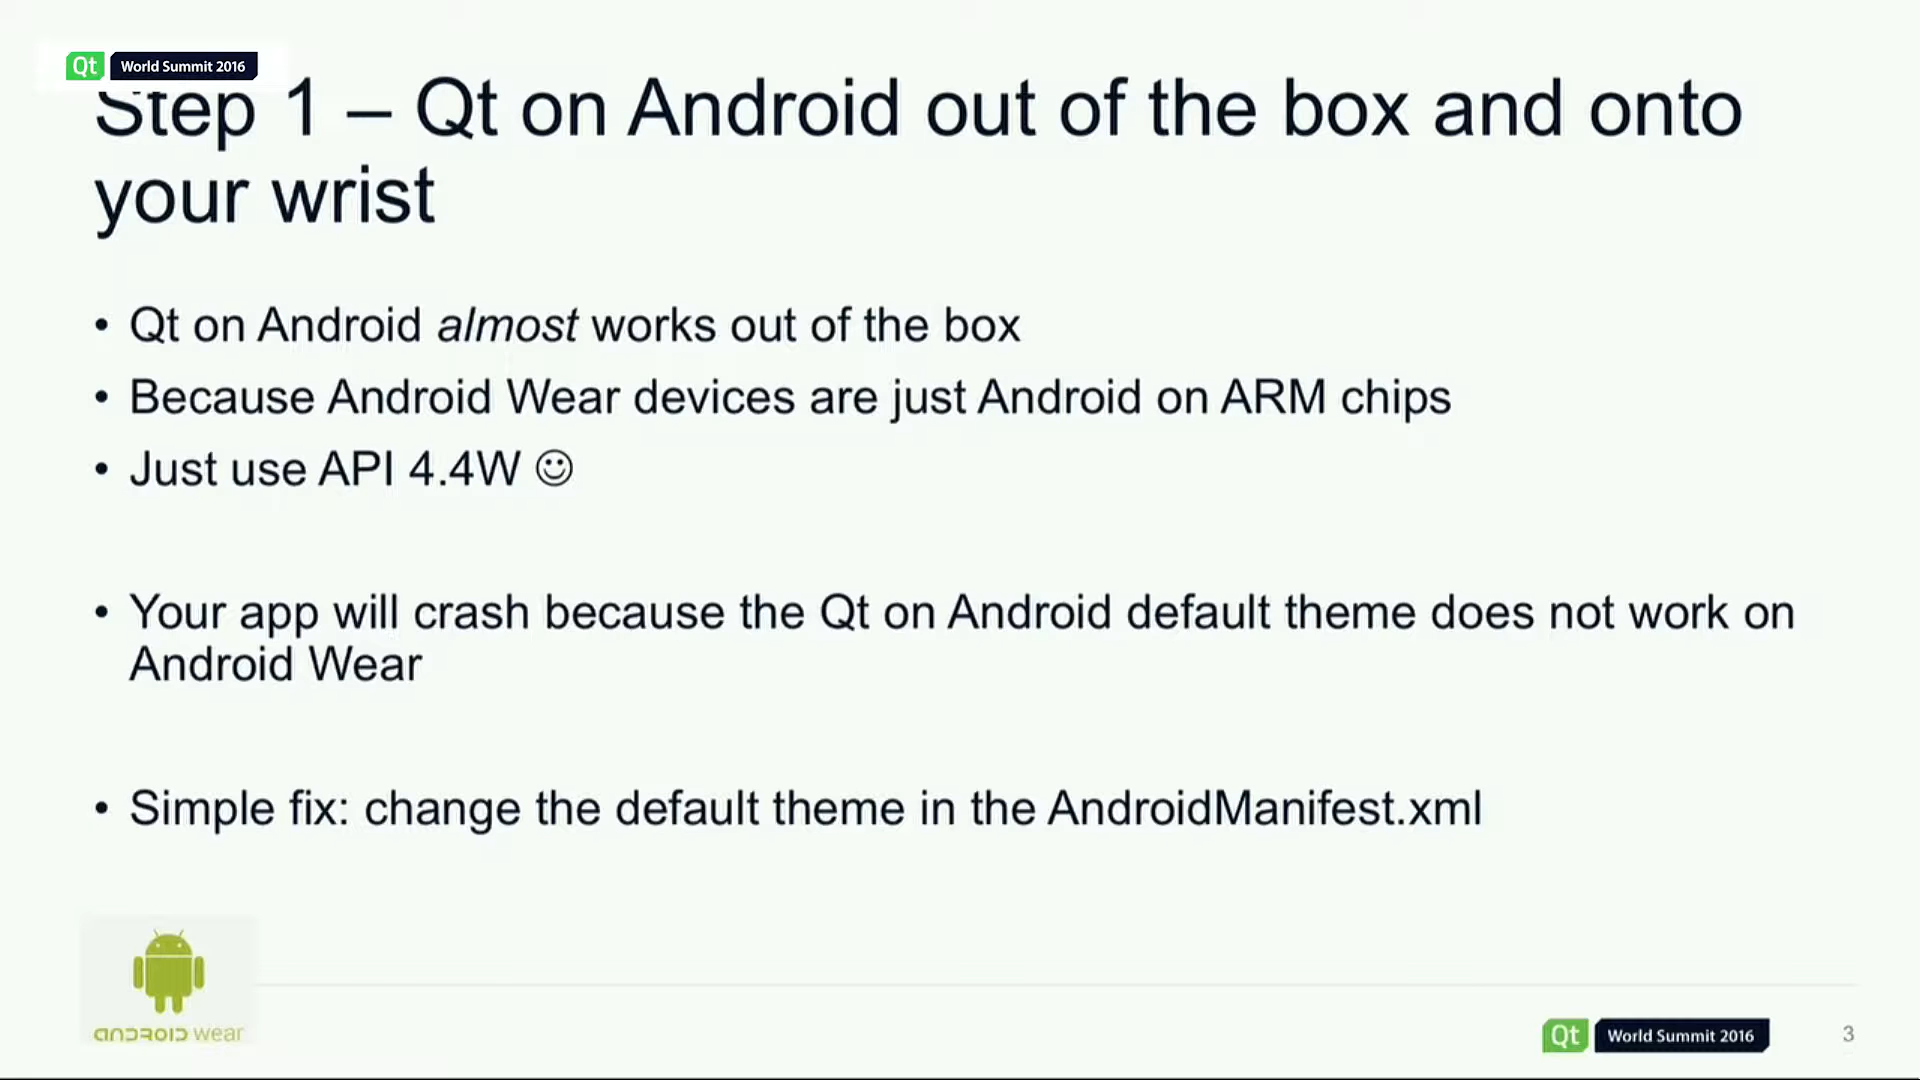 Qt World Summit 2016
Step 1 – Qt on Android out of the box and onto
your wrist
• Qt on Android almost works out of the box
• Because Android Wear devices are just Android on ARM chips
• Just use API 4.4W ☺
• Your app will crash because the Qt on Android default theme does not work on
Android Wear
• Simple fix: change the default theme in the AndroidManifest.xml
ANDROID wear
Qt World Summit 2016
3